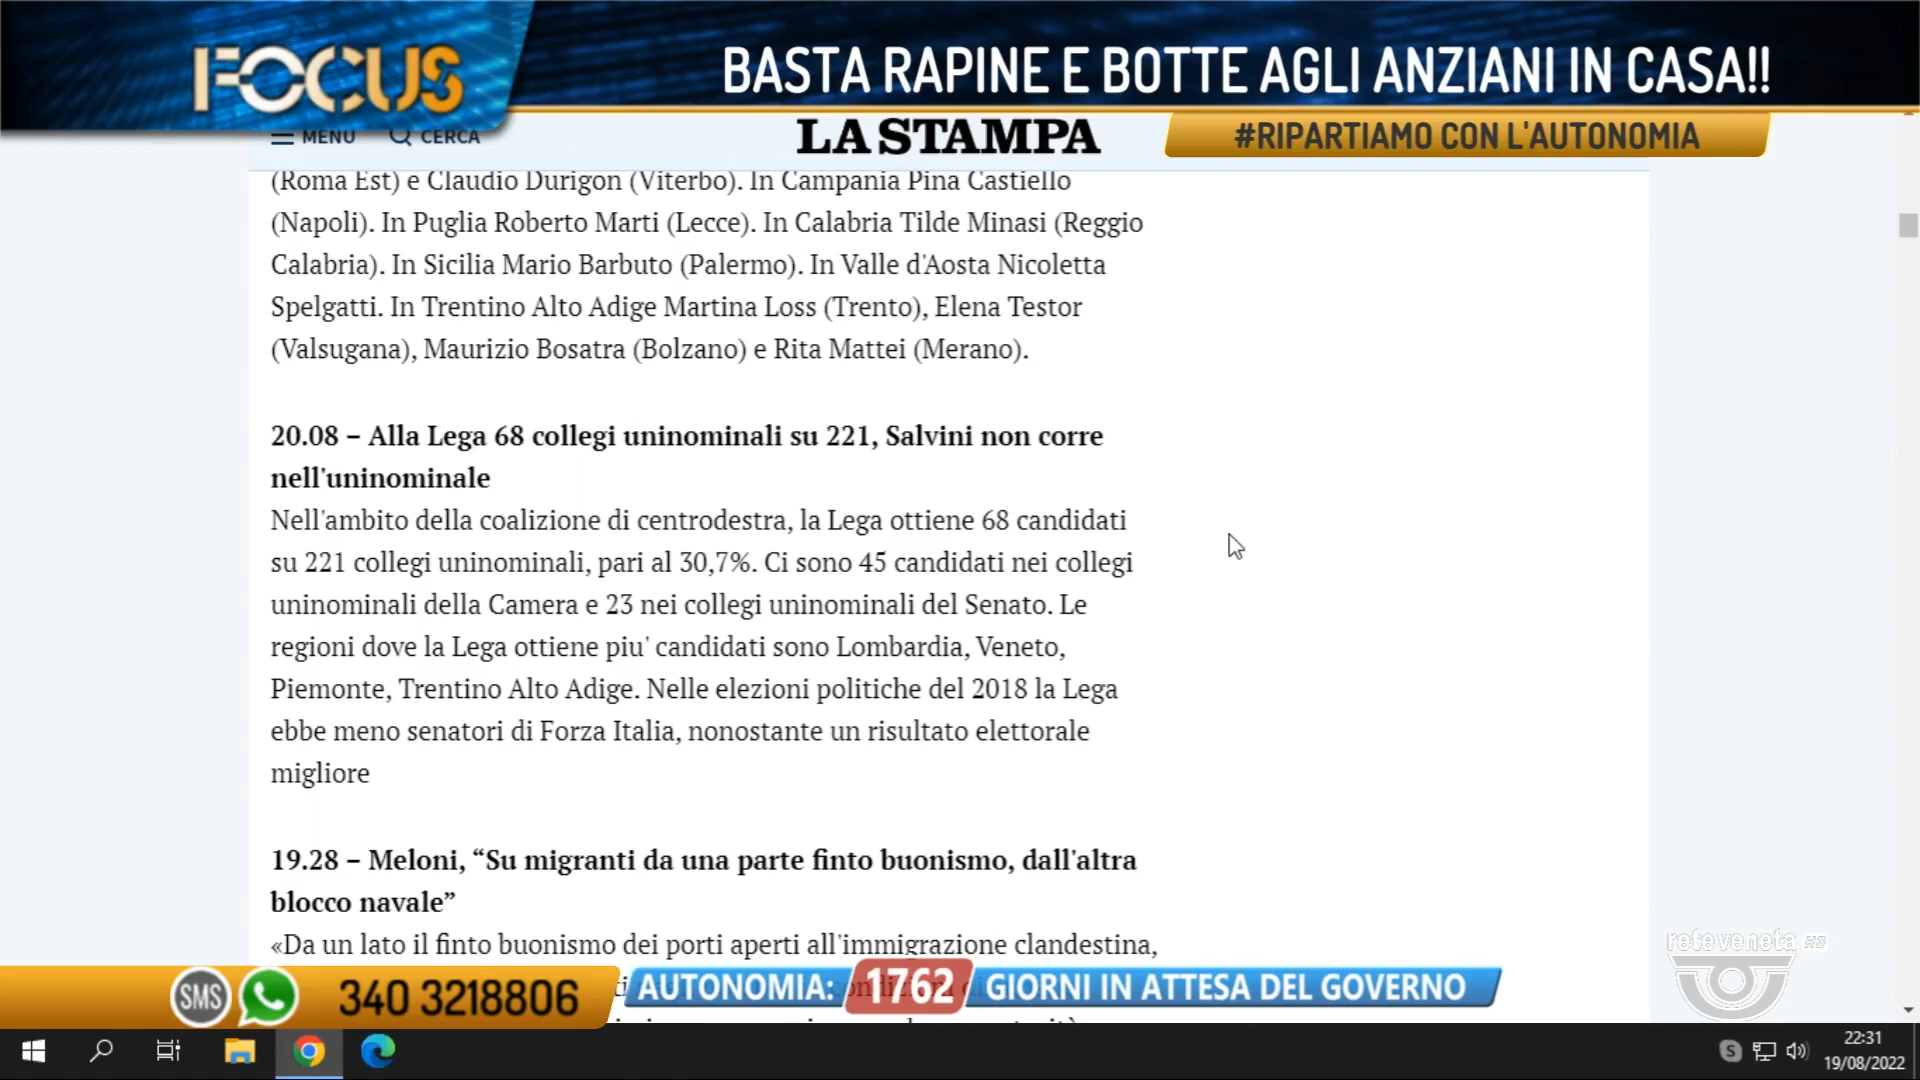 FOCUS
BASTA RAPINE E BOTTE AGLI ANZIANI IN CASA!!
MENU
CERCA
LA STAMPA
#RIPARTIAMO CON L'AUTONOMIA
(Roma Est) e Claudio Durigon (Viterbo). In Campania Pina Castiello
(Napoli). In Puglia Roberto Marti (Lecce). In Calabria Tilde Minasi (Reggio
Calabria). In Sicilia Mario Barbuto (Palermo). In Valle d'Aosta Nicoletta
Spelgatti. In Trentino Alto Adige Martina Loss (Trento), Elena Testor
(Valsugana), Maurizio Bosatra (Bolzano) e Rita Mattei (Merano).
20.08 – Alla Lega 68 collegi uninominali su 221, Salvini non corre
nell'uninominale
Nell'ambito della coalizione di centrodestra, la Lega ottiene 68 candidati
su 221 collegi uninominali, pari al 30,7%. Ci sono 45 candidati nei collegi
uninominali della Camera e 23 nei collegi uninominali del Senato. Le
regioni dove la Lega ottiene piu' candidati sono Lombardia, Veneto,
Piemonte, Trentino Alto Adige. Nelle elezioni politiche del 2018 la Lega
ebbe meno senatori di Forza Italia, nonostante un risultato elettorale
migliore
19.28 – Meloni, “Su migranti da una parte finto buonismo, dall'altra
blocco navale”
«Da un lato il finto buonismo dei porti aperti all'immigrazione clandestina,
reteveneta HD
SMS
340 3218806
AUTONOMIA: 1762 GIORNI IN ATTESA DEL GOVERNO
22:31
19/08/2022